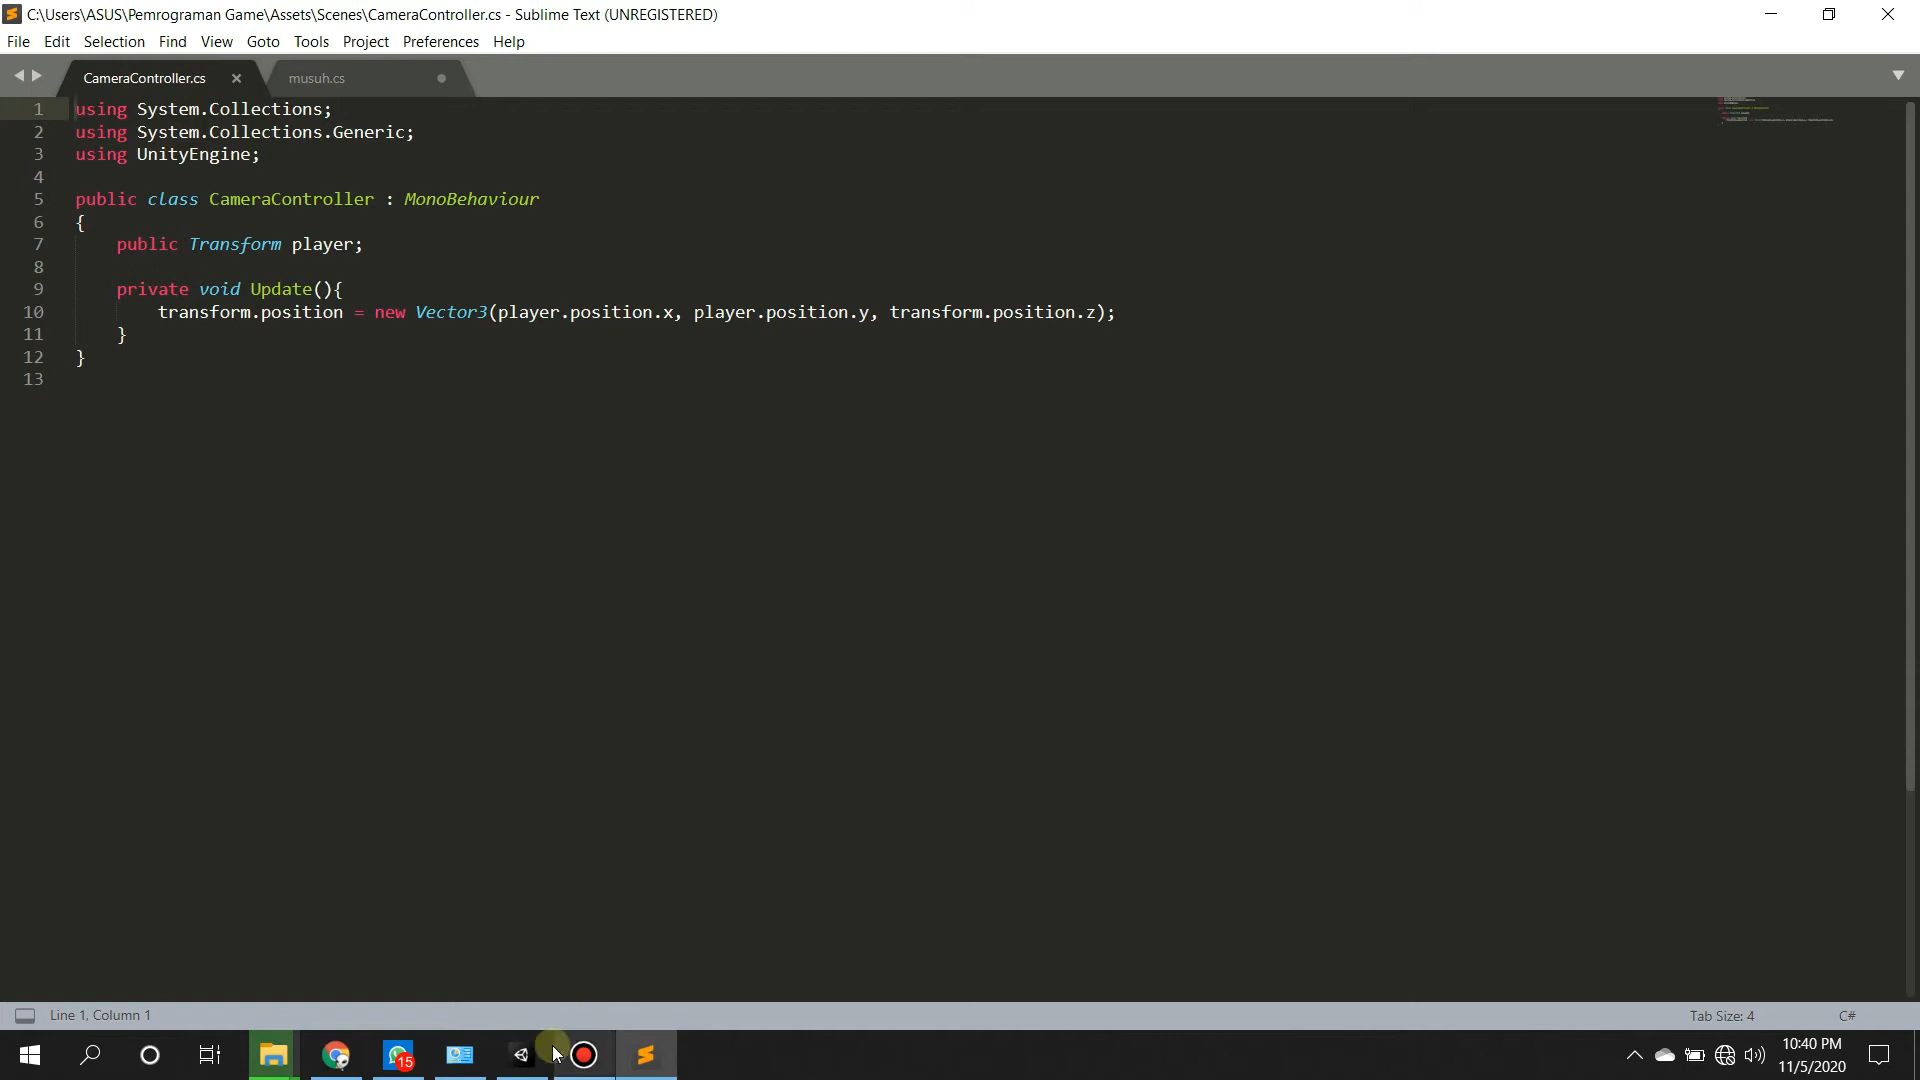 C:\Users\ASUS\Pemrograman Game\Assets\Scenes\CameraController.cs - Sublime Text (UNREGISTERED)
File Edit Selection Find View Goto Tools Project Preferences Help
CameraController.cs musuh.cs
1 using System.Collections;
2 using System.Collections.Generic;
3 using UnityEngine;
4
5 public class CameraController : MonoBehaviour
6 {
7 public Transform player;
8
9 private void Update(){
10 transform.position = new Vector3(player.position.x, player.position.y, transform.position.z);
11 }
12 }
13
Line 1, Column 1 Tab Size: 4 C#
15
10:40 PM
11/5/2020